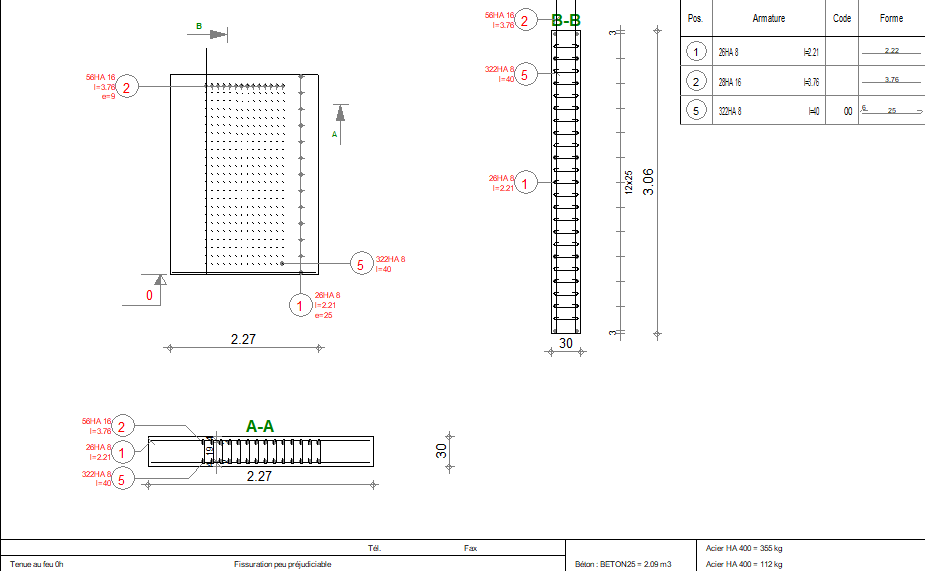 B
56HA 16
l=3.76
e=9
2
A
5
322HA 8
l=40
0
1
26HA 8
l=2.21
e=25
2.27
B-B
56HA 16
l=3.76
2
322HA 8
l=40
5
26HA 8
l=2.21
1
3
12x25
3.06
3
30
Pos.
Armature
Code
Forme
1
26HA 8
l=2.21
2.22
2
28HA 16
l=3.76
3.76
5
322HA 8
l=40
00
6
25
A-A
56HA 16
l=3.76
2
26HA 8
l=2.21
1
322HA 8
l=40
5
19
2.27
30
Tél.
Fax
Acier HA 400 = 355 kg
Tenue au feu 0h
Fissuration peu préjudiciable
Béton : BETON25 = 2.09 m3
Acier HA 400 = 112 kg